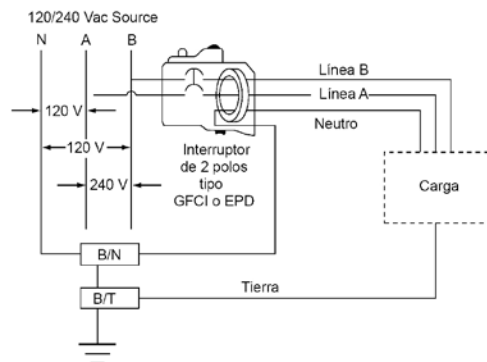 120/240 Vac Source
N A B
Línea B
Línea A
Neutro
120 V
120 V
240 V
Interruptor
de 2 polos
tipo
GFCI o EPD
Carga
B/N
B/T
Tierra